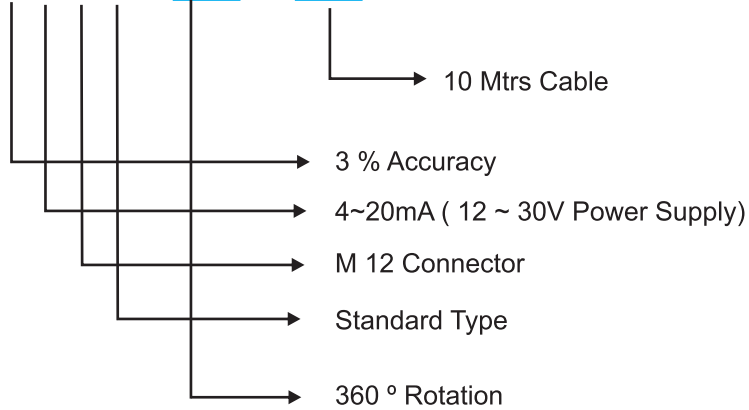 10 Mtrs Cable
3 % Accuracy
4~20mA ( 12 ~ 30V Power Supply)
M 12 Connector
Standard Type
360 º Rotation